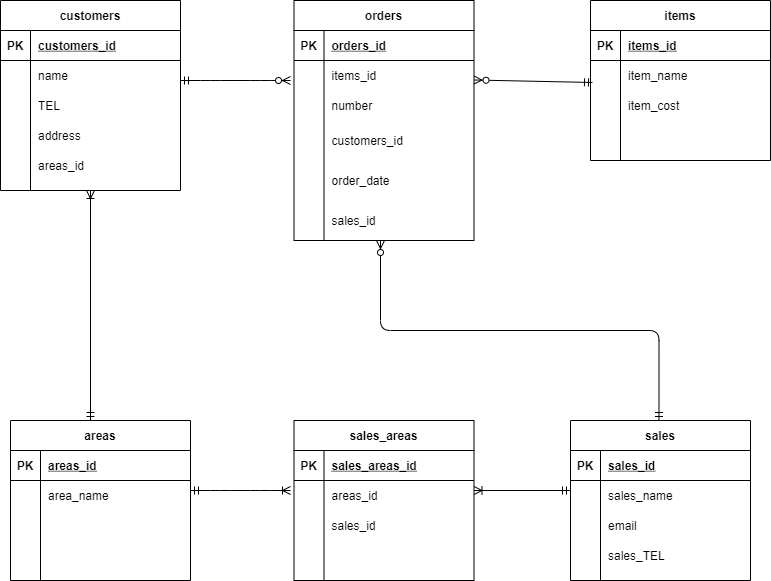 customers
PK customers_id
name
TEL
address
areas_id
orders
PK orders_id
items_id
number
customers_id
order_date
sales_id
items
PK items_id
item_name
item_cost
areas
PK areas_id
area_name
sales_areas
PK sales_areas_id
areas_id
sales_id
sales
PK sales_id
sales_name
email
sales_TEL